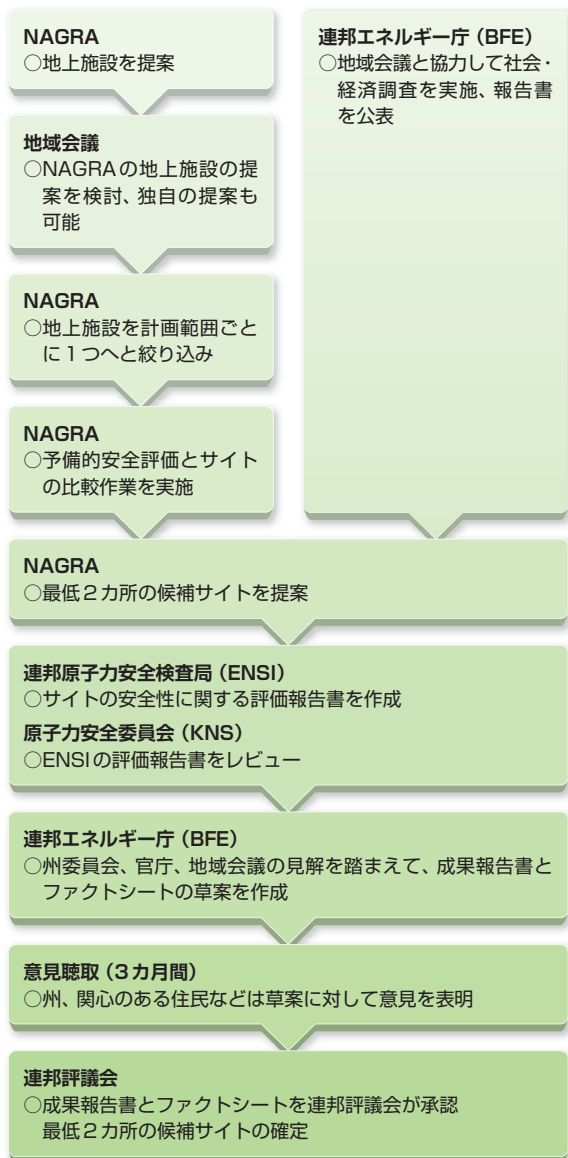 NAGRA
○地上施設を提案
地域会議
○NAGRAの地上施設の提
案を検討、独自の提案も
可能
NAGRA
○地上施設を計画範囲ごと
に1つへと絞り込み
NAGRA
○予備的安全評価とサイト
の比較作業を実施
連邦エネルギー庁（BFE）
○地域会議と協力して社会・
経済調査を実施、報告書
を公表
NAGRA
○最低2カ所の候補サイトを提案
連邦原子力安全検査局（ENSI）
○サイトの安全性に関する評価報告書を作成
原子力安全委員会（KNS）
○ENSIの評価報告書をレビュー
連邦エネルギー庁（BFE）
○州委員会、官庁、地域会議の見解を踏まえて、成果報告書と
ファクトシートの草案を作成
意見聴取（3カ月間）
○州、関心のある住民などは草案に対して意見を表明
連邦評議会
○成果報告書とファクトシートを連邦評議会が承認
最低2カ所の候補サイトの確定